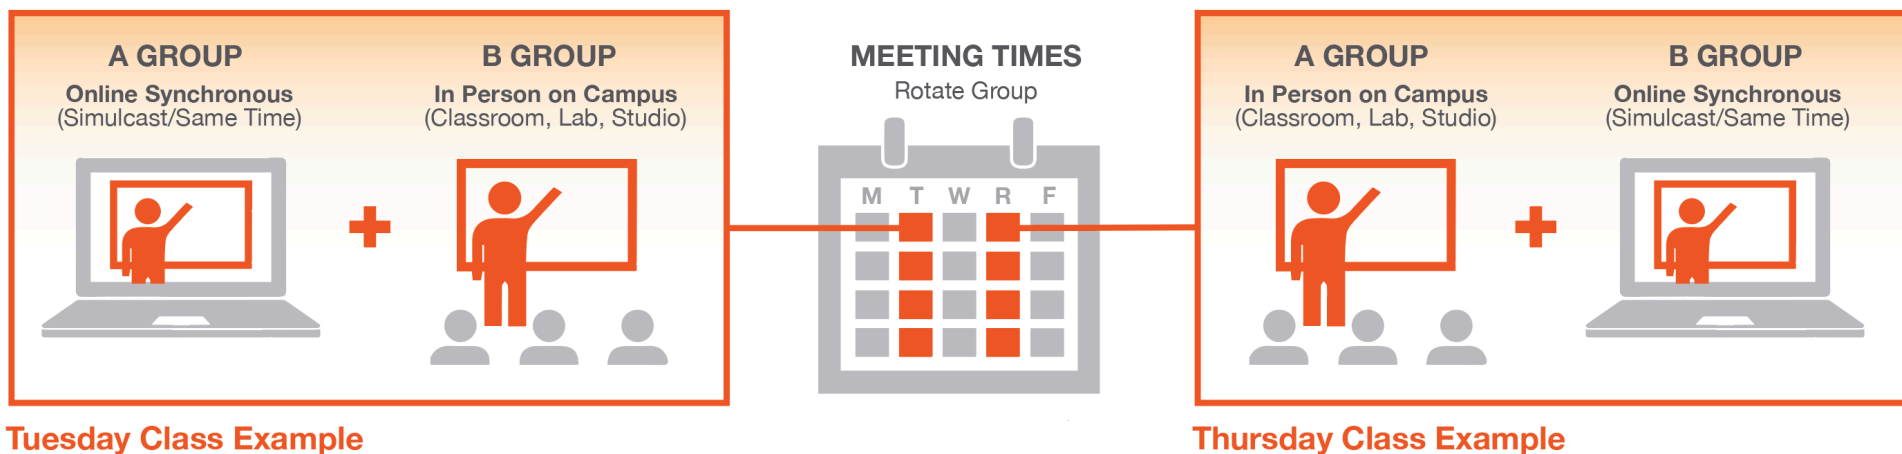 A GROUP
Online Synchronous
(Simulcast/Same Time)
B GROUP
In Person on Campus
(Classroom, Lab, Studio)
Tuesday Class Example
MEETING TIMES
Rotate Group
M T W R F
A GROUP
In Person on Campus
(Classroom, Lab, Studio)
B GROUP
Online Synchronous
(Simulcast/Same Time)
Thursday Class Example